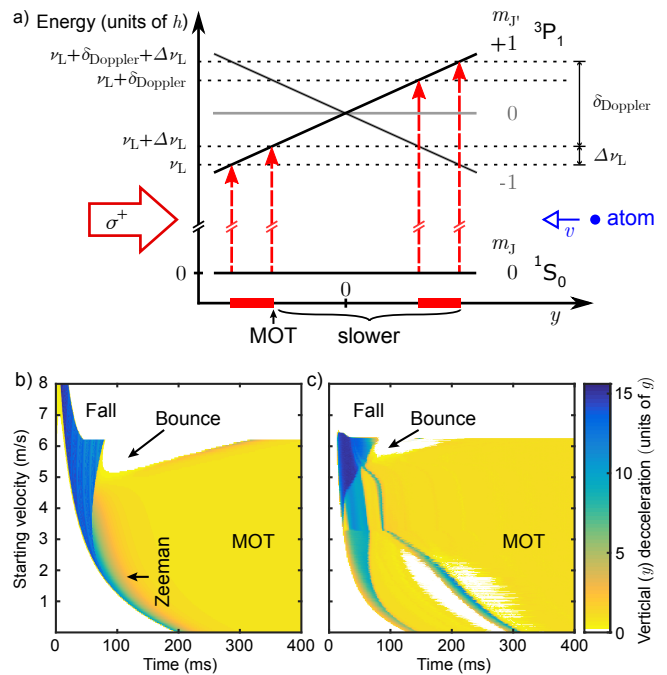 a) Energy (units of h)
m_J' ³P₁
+1
ν_L+δ_Doppler+Δν_L
ν_L+δ_Doppler
δ_Doppler
0
ν_L+Δν_L
ν_L
Δν_L
-1
σ⁺
v
atom
m_J
0
0 ¹S₀
0
MOT
slower
y
b)
c)
8
7
6
5
4
3
2
1
Starting velocity (m/s)
Fall
Bounce
Zeeman
MOT
0 100 200 300 400
Time (ms)
Fall
Bounce
MOT
0 100 200 300 400
Time (ms)
15
10
5
0
Verticial (y) decceleration (units of g)